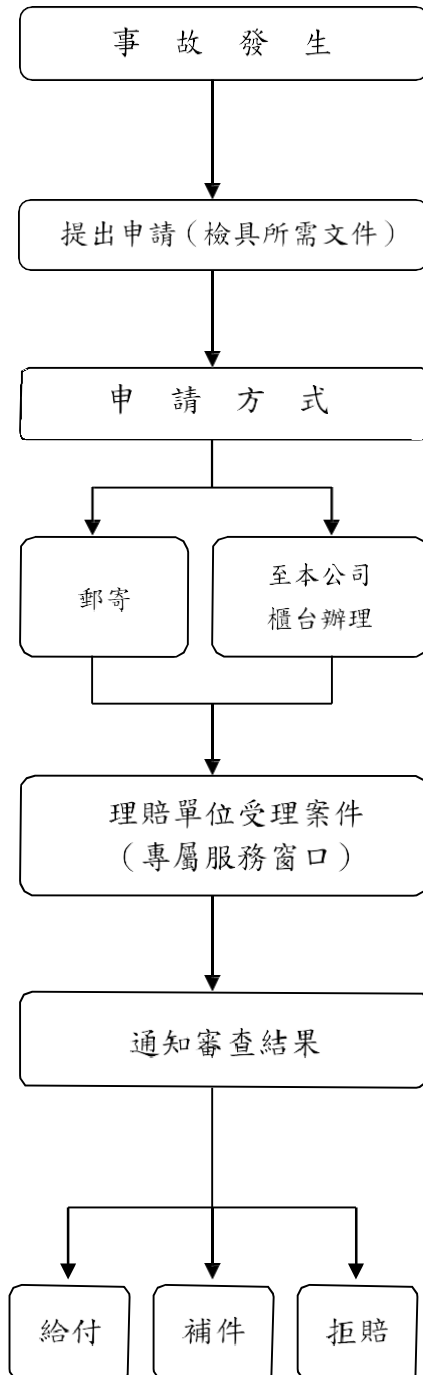 事故發生
提出申請（檢具所需文件）
申請方式
郵寄
至本公司
櫃台辦理
理賠單位受理案件
（專屬服務窗口）
通知審查結果
給付
補件
拒賠